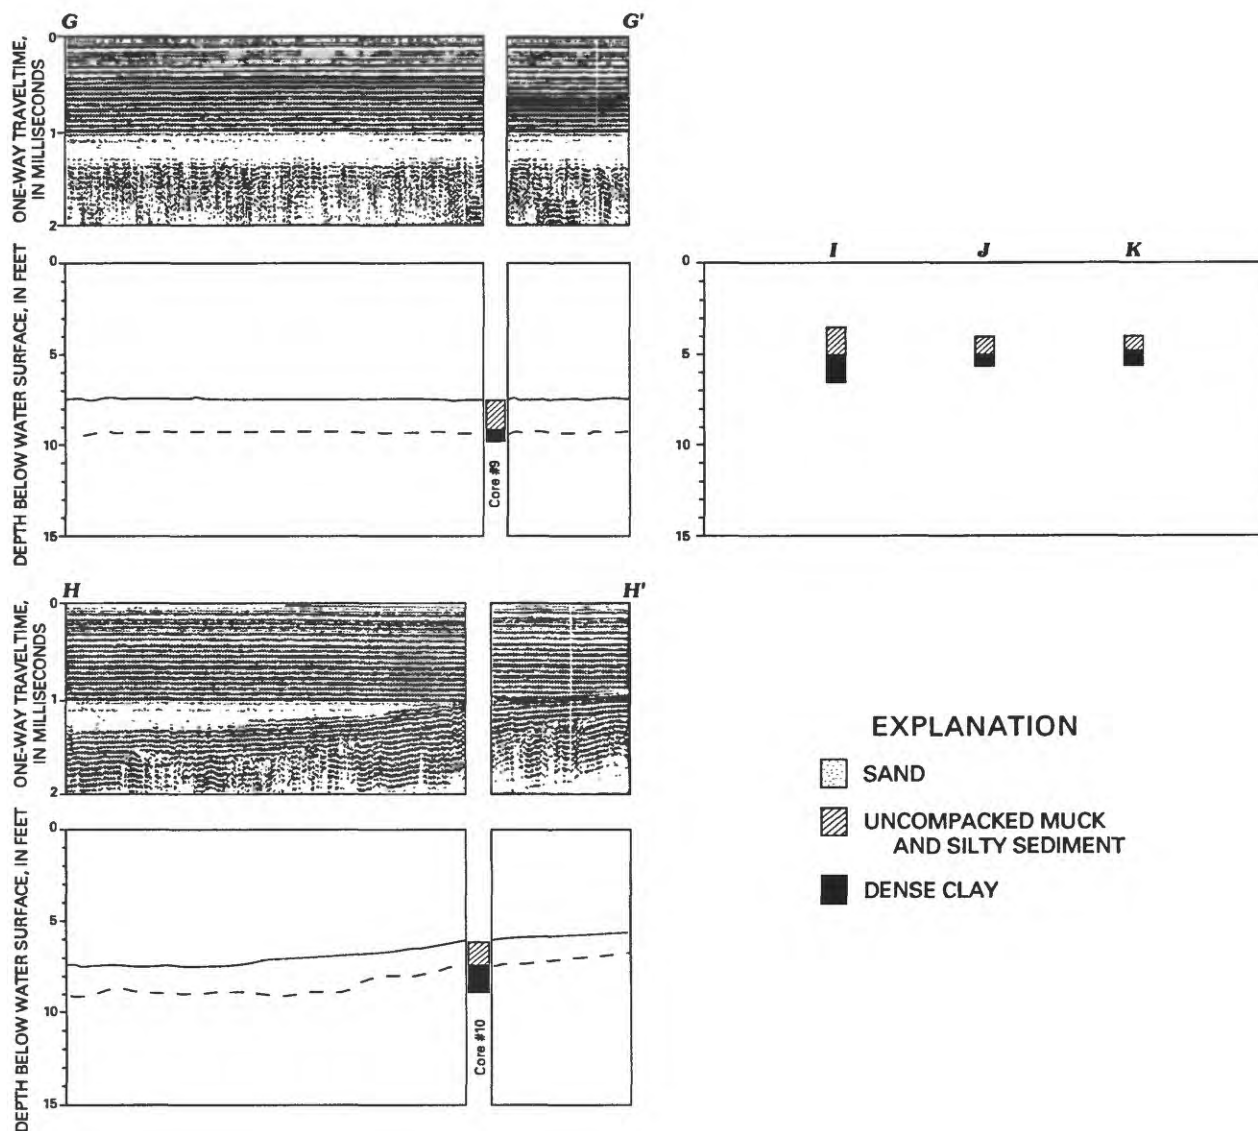 G G'
ONE-WAY TRAVELTIME,
IN MILLISECONDS
0
1
2
DEPTH BELOW WATER SURFACE, IN FEET
0
5
10
15
Core #9
I J K
0
5
10
15
H H'
ONE-WAY TRAVELTIME,
IN MILLISECONDS
0
1
2
DEPTH BELOW WATER SURFACE, IN FEET
0
5
10
15
Core #10
EXPLANATION
SAND
UNCOMPACKED MUCK
AND SILTY SEDIMENT
DENSE CLAY